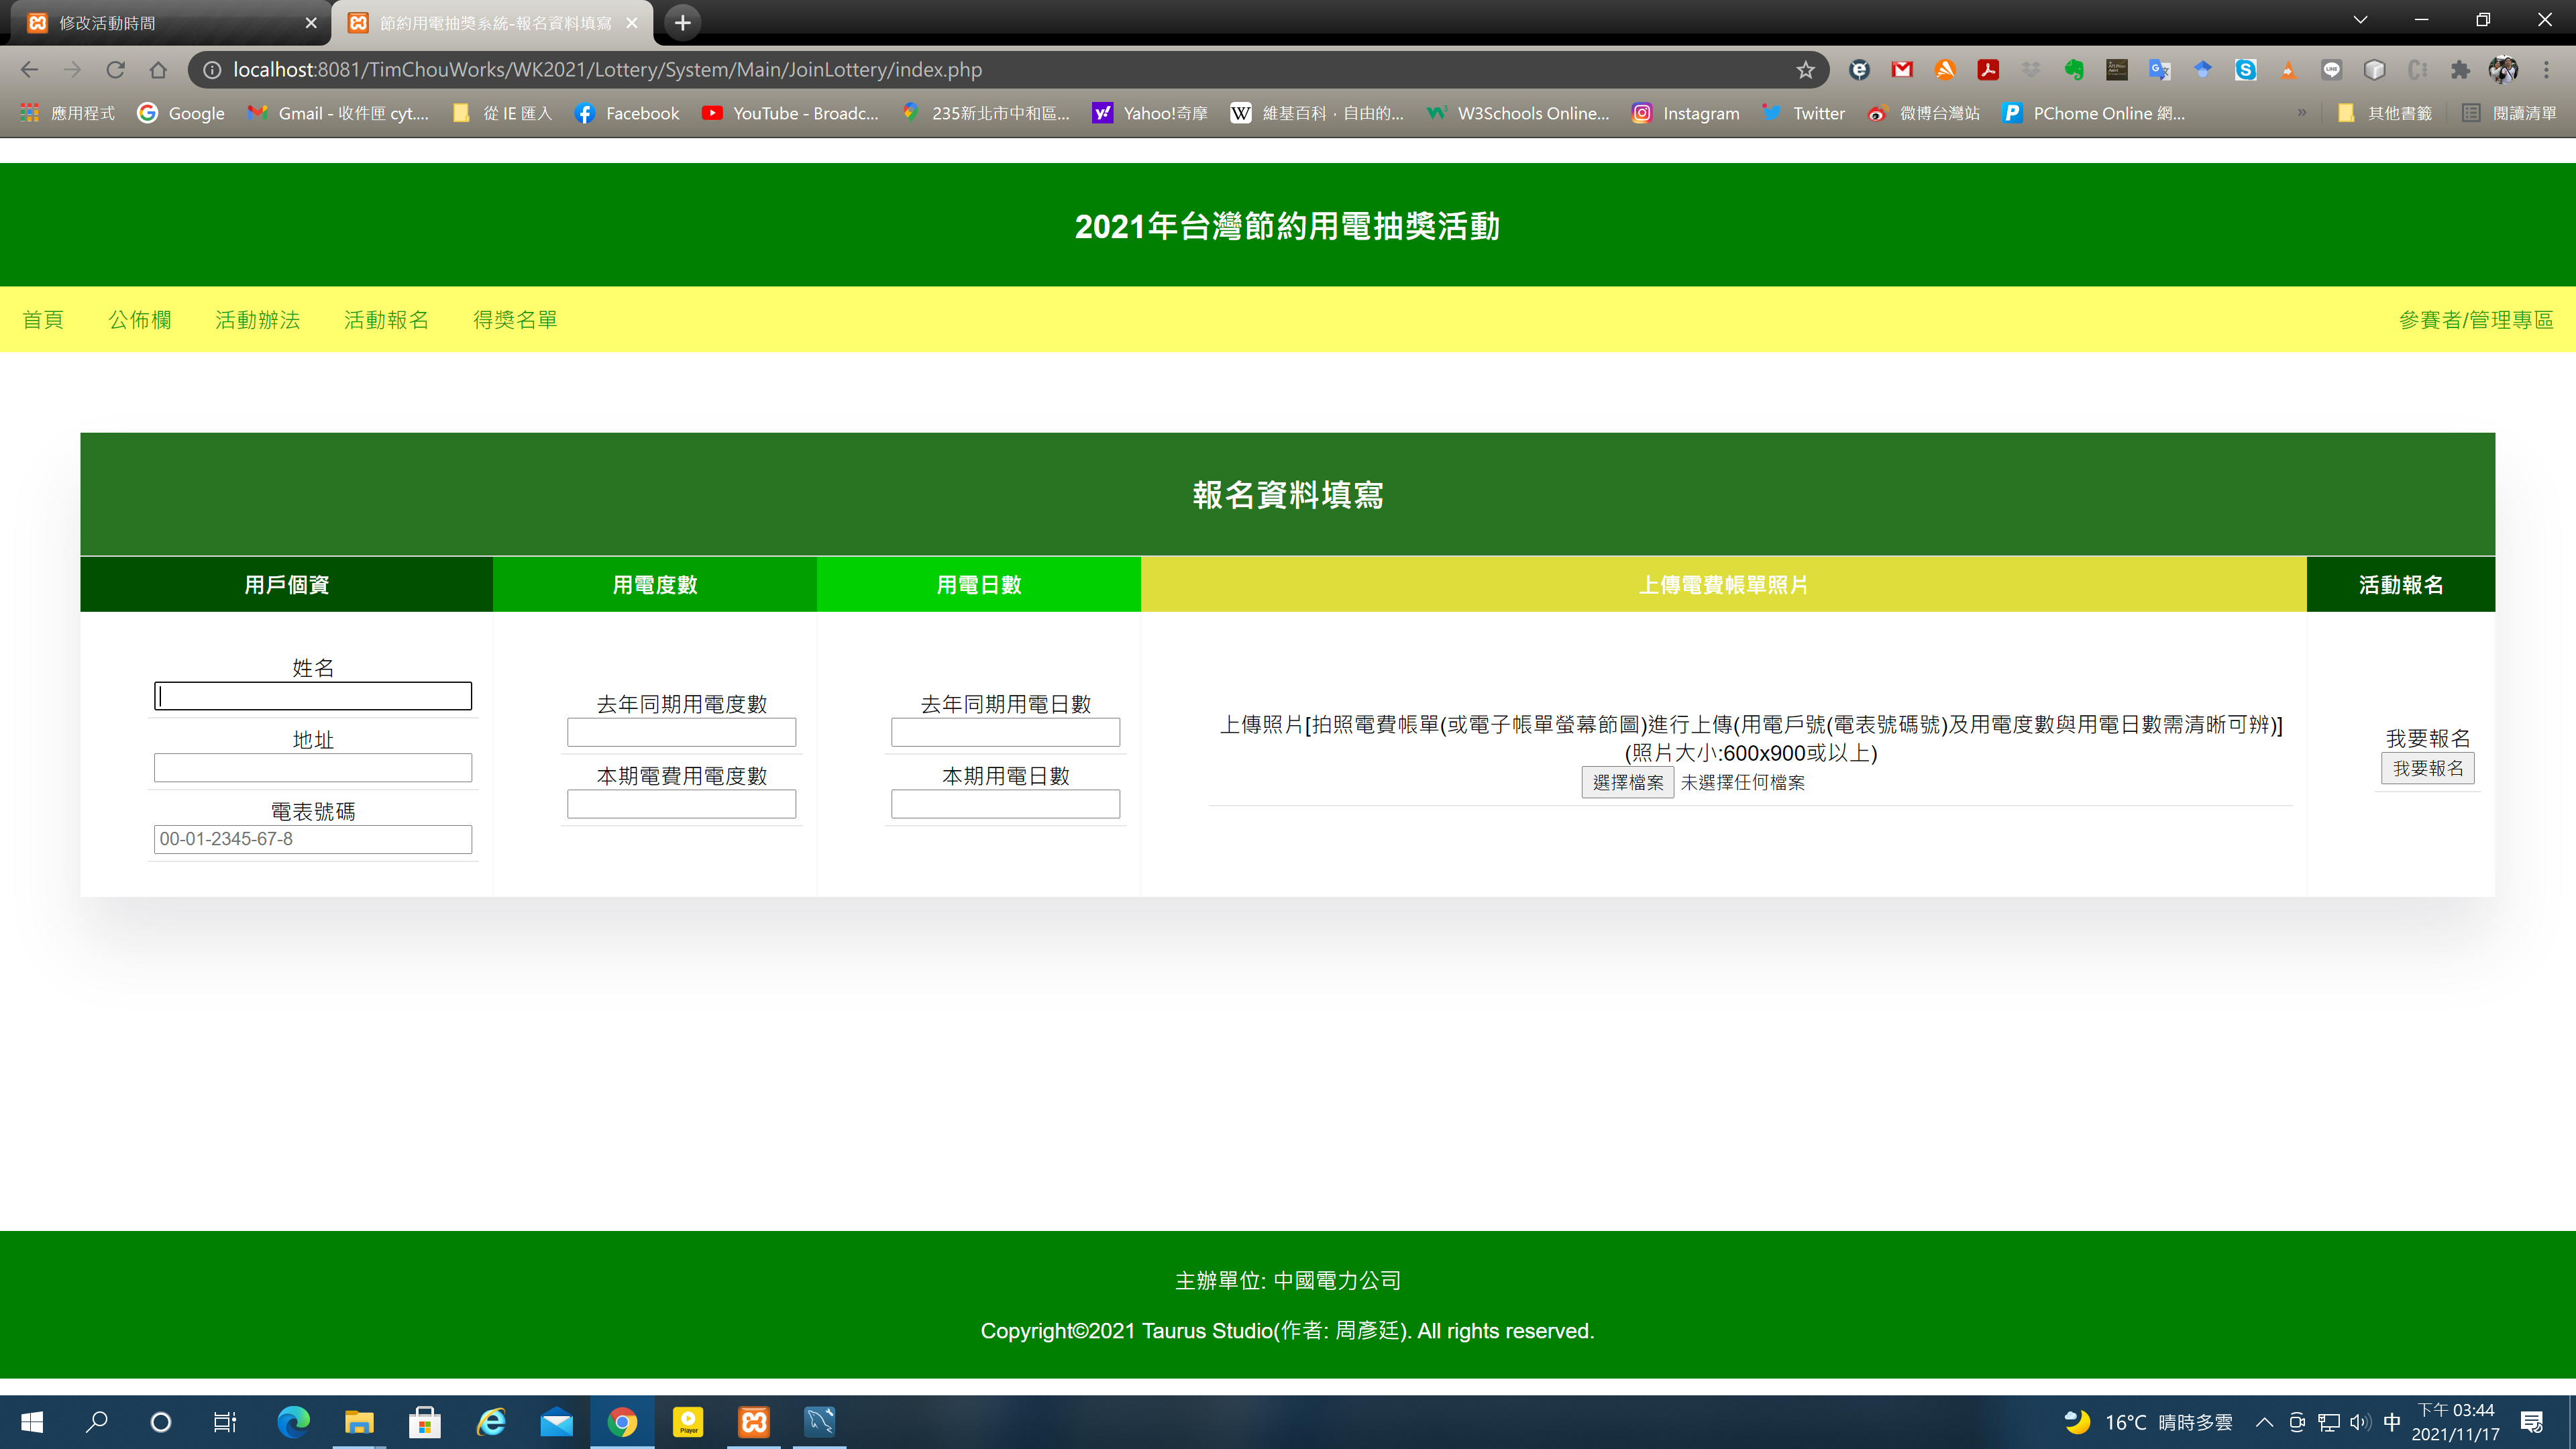 修改活動時間
節約用電抽獎系統-報名資料填寫
localhost:8081/TimChouWorks/WK2021/Lottery/System/Main/JoinLottery/index.php
應用程式 Google Gmail - 收件匣 cyt.... 從 IE 匯入 Facebook YouTube - Broadc... 235新北市中和區... Yahoo!奇摩 維基百科，自由的... W3Schools Online... Instagram Twitter 微博台灣站 PChome Online 網... » 其他書籤 閱讀清單
2021年台灣節約用電抽獎活動
首頁 公佈欄 活動辦法 活動報名 得獎名單 參賽者/管理專區
報名資料填寫
用戶個資 用電度數 用電日數 上傳電費帳單照片 活動報名
姓名
地址
電表號碼
00-01-2345-67-8
去年同期用電度數
本期電費用電度數
去年同期用電日數
本期用電日數
上傳照片[拍照電費帳單(或電子帳單螢幕節圖)進行上傳(用電戶號(電表號碼號)及用電度數與用電日數需清晰可辨)]
(照片大小:600x900或以上)
選擇檔案 未選擇任何檔案
我要報名
我要報名
主辦單位: 中國電力公司
Copyright©2021 Taurus Studio(作者: 周彥廷). All rights reserved.
16°C 晴時多雲 中 下午 03:44
2021/11/17